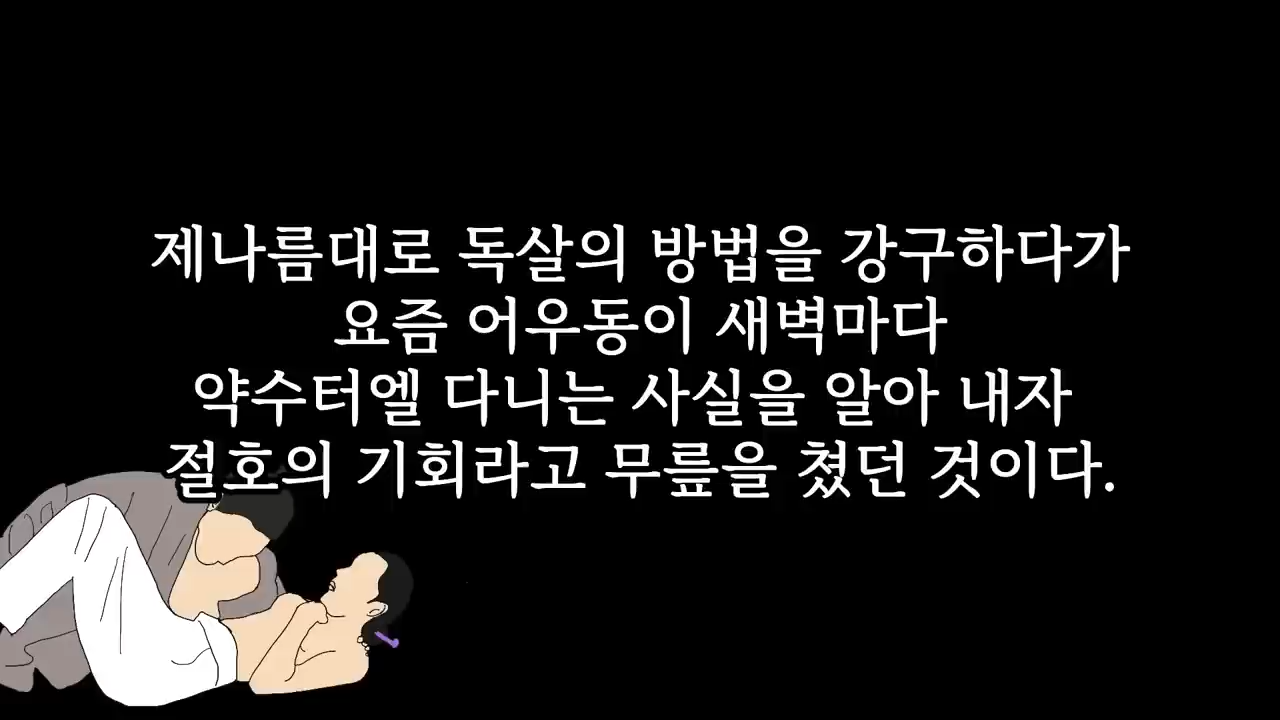 제나름대로 독살의 방법을 강구하다가
요즘 어우동이 새벽마다
약수터엘 다니는 사실을 알아 내자
절호의 기회라고 무릎을 쳤던 것이다.